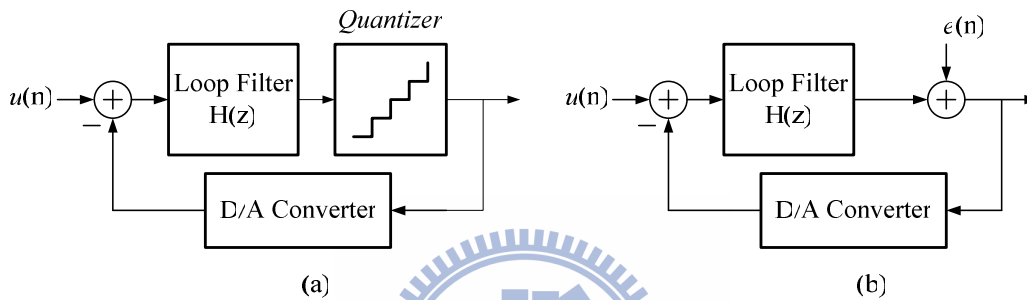 Quantizer
u(n)
+
−
Loop Filter
H(z)
D/A Converter
(a)
e(n)
u(n)
+
−
Loop Filter
H(z)
+
D/A Converter
(b)